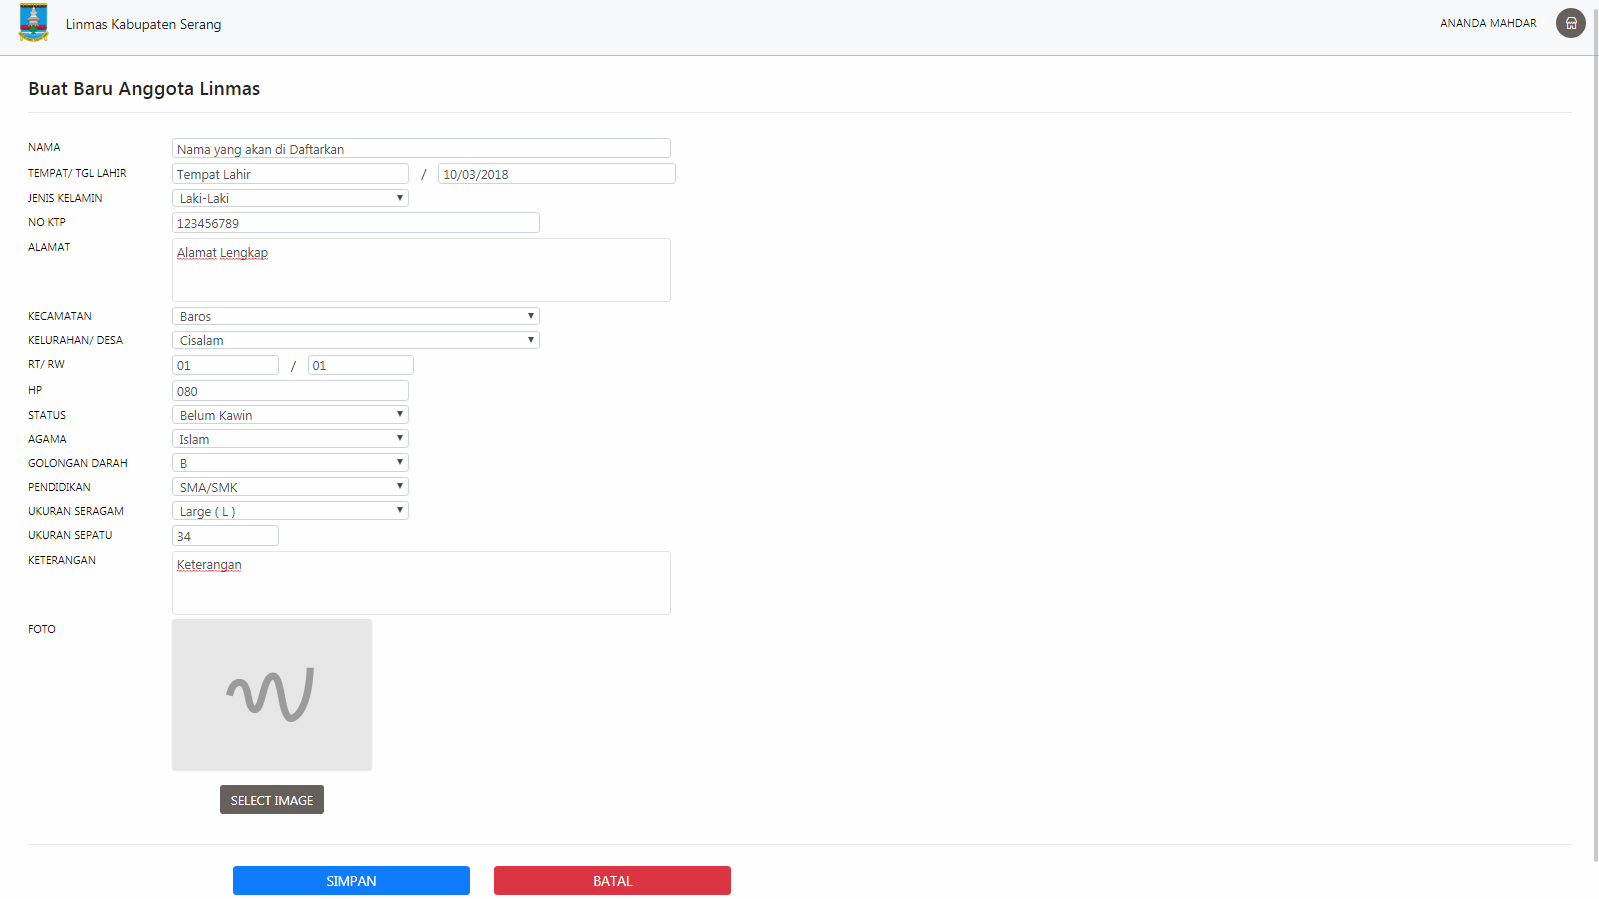 Linmas Kabupaten Serang
ANANDA MAHDAR
Buat Baru Anggota Linmas
NAMA Nama yang akan di Daftarkan
TEMPAT/ TGL LAHIR Tempat Lahir / 10/03/2018
JENIS KELAMIN Laki-Laki
NO KTP 123456789
ALAMAT Alamat Lengkap
KECAMATAN Baros
KELURAHAN/ DESA Cisalam
RT/ RW 01 / 01
HP 080
STATUS Belum Kawin
AGAMA Islam
GOLONGAN DARAH B
PENDIDIKAN SMA/SMK
UKURAN SERAGAM Large ( L )
UKURAN SEPATU 34
KETERANGAN Keterangan
FOTO
SELECT IMAGE
SIMPAN BATAL